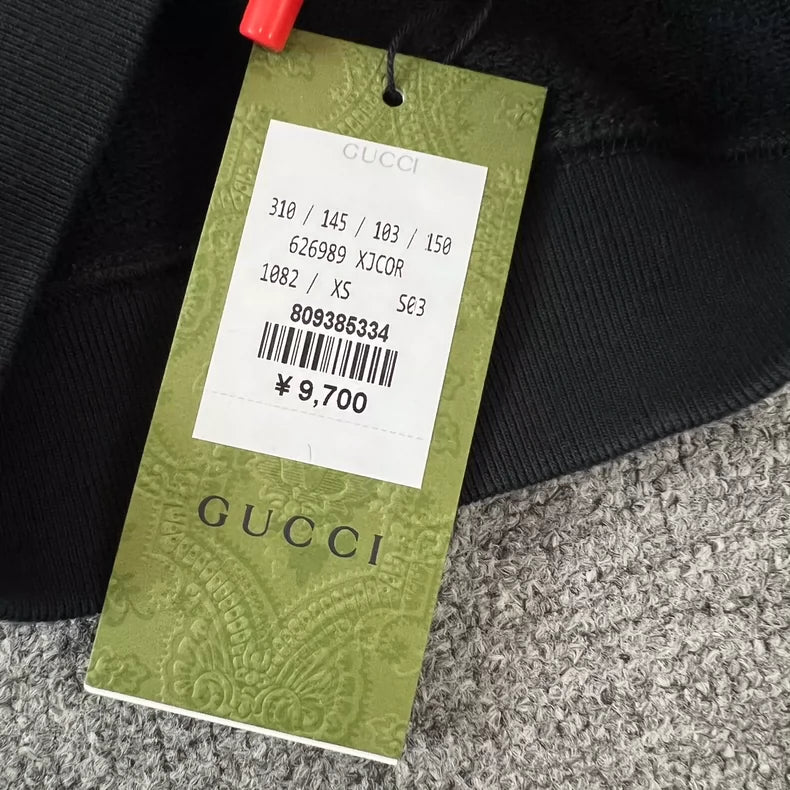 GUCCI
310 / 145 / 103 / 150
626989 XJCOR
1082 / XS S03
809385334
¥ 9,700
GUCCI